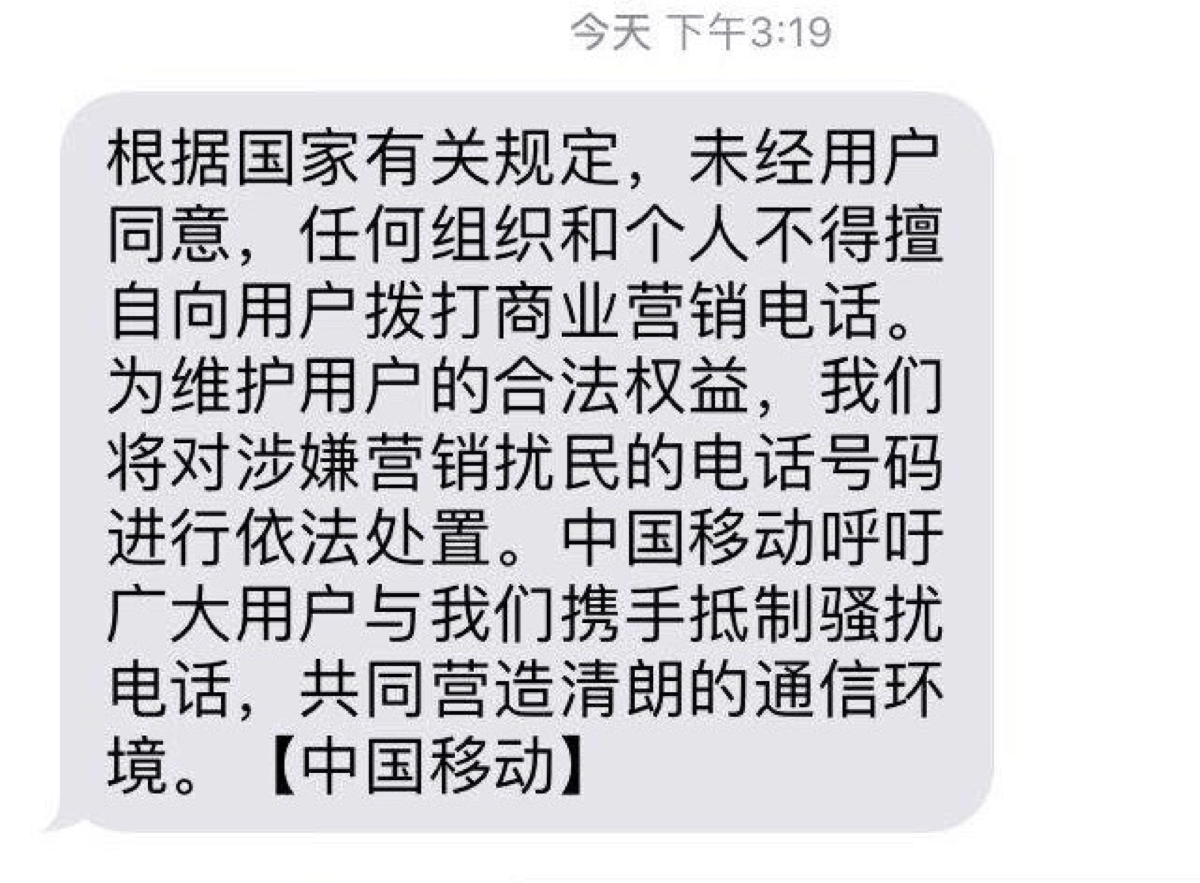 今天 下午3:19
根据国家有关规定，未经用户
同意，任何组织和个人不得擅
自向用户拨打商业营销电话。
为维护用户的合法权益，我们
将对涉嫌营销扰民的电话号码
进行依法处置。中国移动呼吁
广大用户与我们携手抵制骚扰
电话，共同营造清朗的通信环
境。【中国移动】